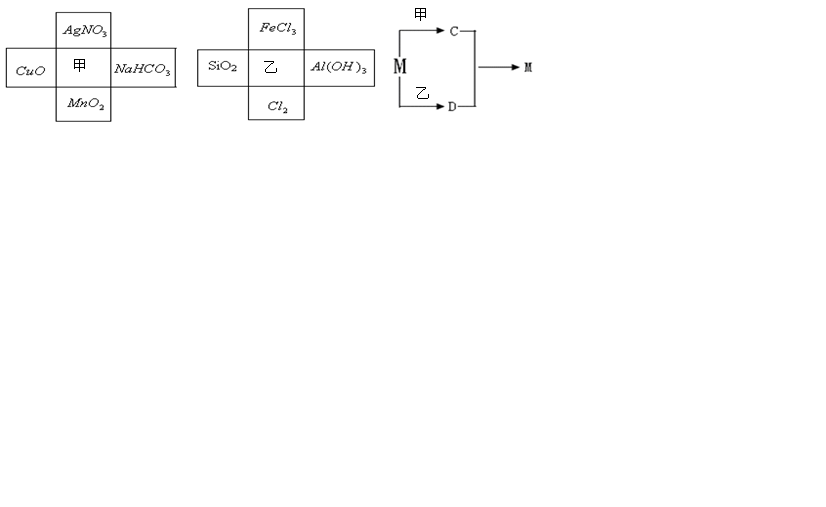 AgNO₃
CuO 甲 NaHCO₃
MnO₂
FeCl₃
SiO₂ 乙 Al(OH)₃
Cl₂
甲
C
M
M
乙
D